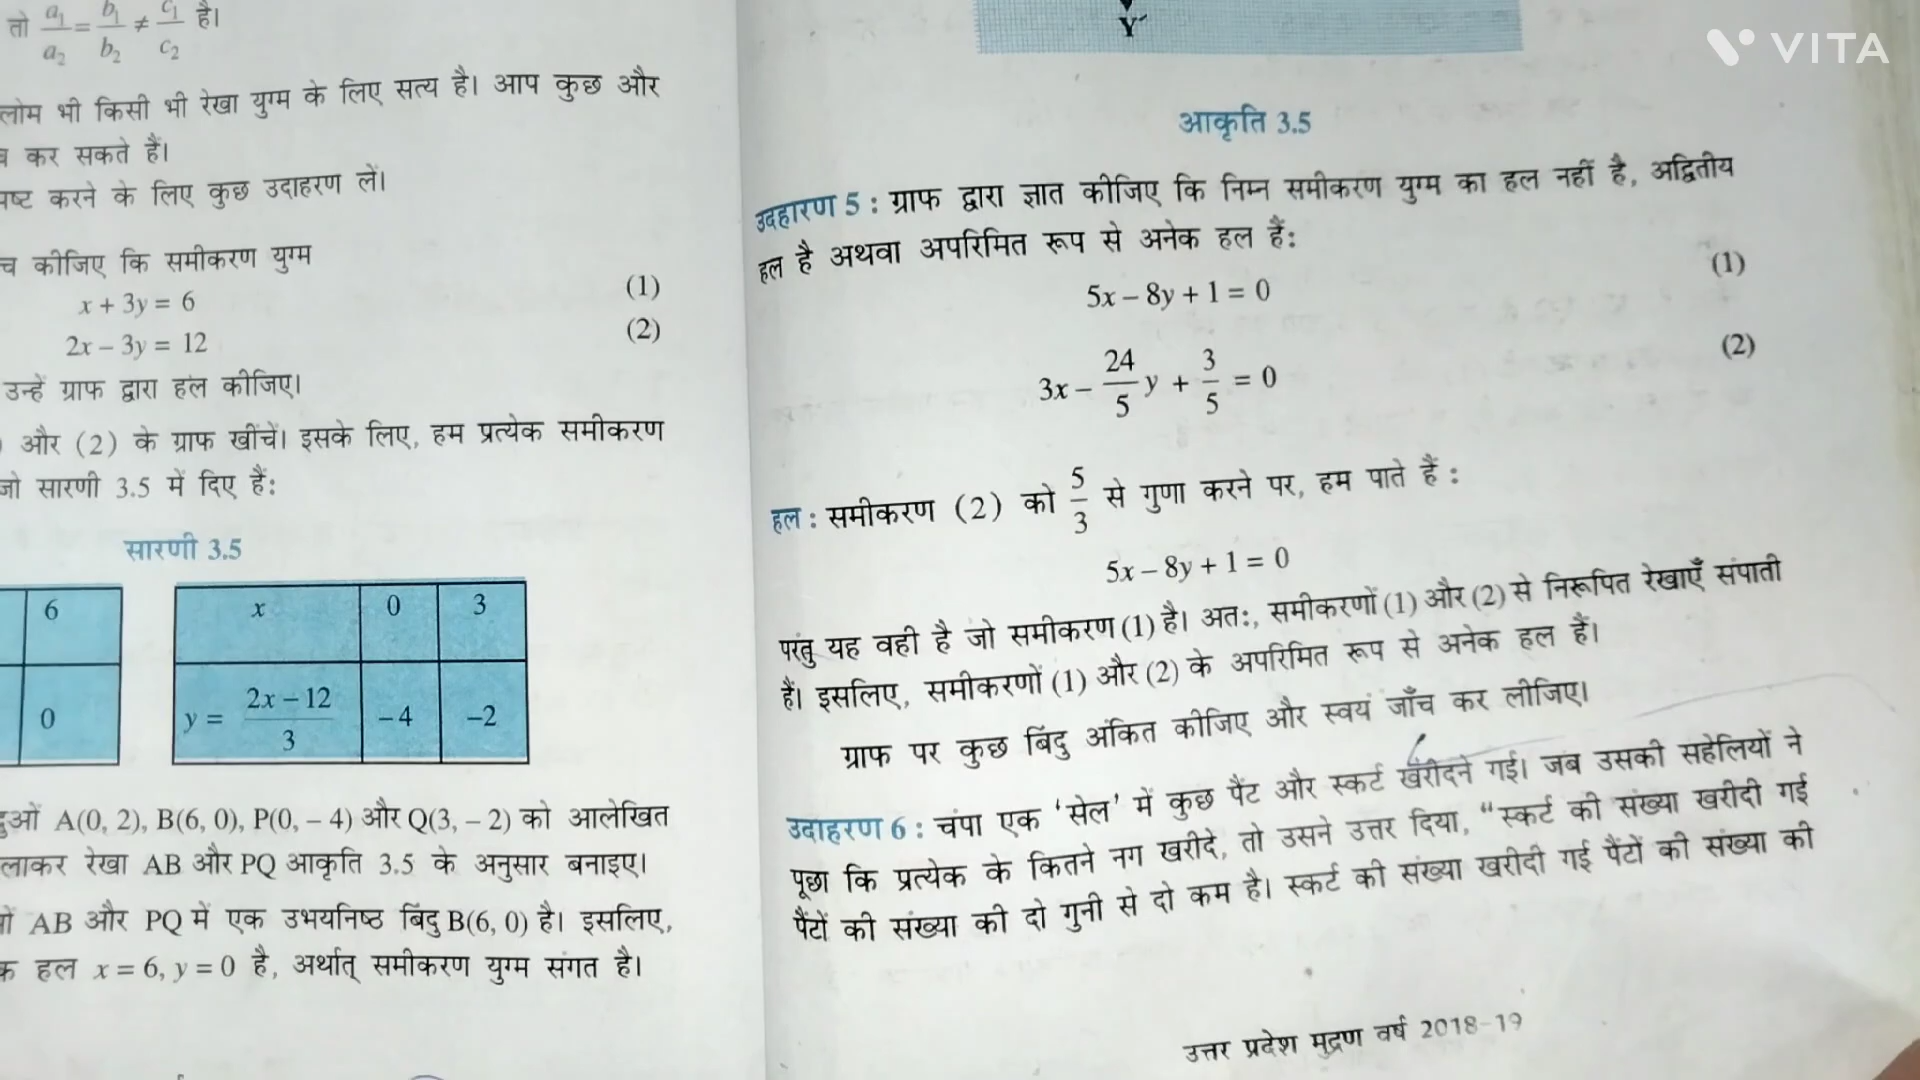 तो a₁/a₂ = b₁/b₂ ≠ c₁/c₂ है।
लोम भी किसी भी रेखा युग्म के लिए सत्य है। आप कुछ और
कर सकते हैं।
करने के लिए कुछ उदाहरण लें।
कीजिए कि समीकरण युग्म
x + 3y = 6 (1)
2x – 3y = 12 (2)
उन्हें ग्राफ द्वारा हल कीजिए।
और (2) के ग्राफ खींचें। इसके लिए, हम प्रत्येक समीकरण
जो सारणी 3.5 में दिए हैं:
सारणी 3.5
6
0
x 0 3
y = (2x – 12)/3 – 4 –2
ओं A(0, 2), B(6, 0), P(0, – 4) और Q(3, – 2) को आलेखित
लाकर रेखा AB और PQ आकृति 3.5 के अनुसार बनाइए।
AB और PQ में एक उभयनिष्ठ बिंदु B(6, 0) है। इसलिए,
हल x = 6, y = 0 है, अर्थात् समीकरण युग्म संगत है।
Y′
VITA
आकृति 3.5
उदहारण 5 : ग्राफ द्वारा ज्ञात कीजिए कि निम्न समीकरण युग्म का हल नहीं है, अद्वितीय
हल है अथवा अपरिमित रूप से अनेक हल हैं:
5x – 8y + 1 = 0 (1)
3x – 24/5 y + 3/5 = 0 (2)
हल : समीकरण (2) को 5/3 से गुणा करने पर, हम पाते हैं :
5x – 8y + 1 = 0
परंतु यह वही है जो समीकरण (1) है। अतः, समीकरणों (1) और (2) से निरूपित रेखाएँ संपाती
हैं। इसलिए, समीकरणों (1) और (2) के अपरिमित रूप से अनेक हल हैं।
ग्राफ पर कुछ बिंदु अंकित कीजिए और स्वयं जाँच कर लीजिए।
उदाहरण 6 : चंपा एक ‘सेल’ में कुछ पैंट और स्कर्ट खरीदने गई। जब उसकी सहेलियों ने
पूछा कि प्रत्येक के कितने नग खरीदे, तो उसने उत्तर दिया, “स्कर्ट की संख्या खरीदी गई
पैंटों की संख्या की दो गुनी से दो कम है। स्कर्ट की संख्या खरीदी गई पैंटों की संख्या की
उत्तर प्रदेश मुद्रण वर्ष 2018-19